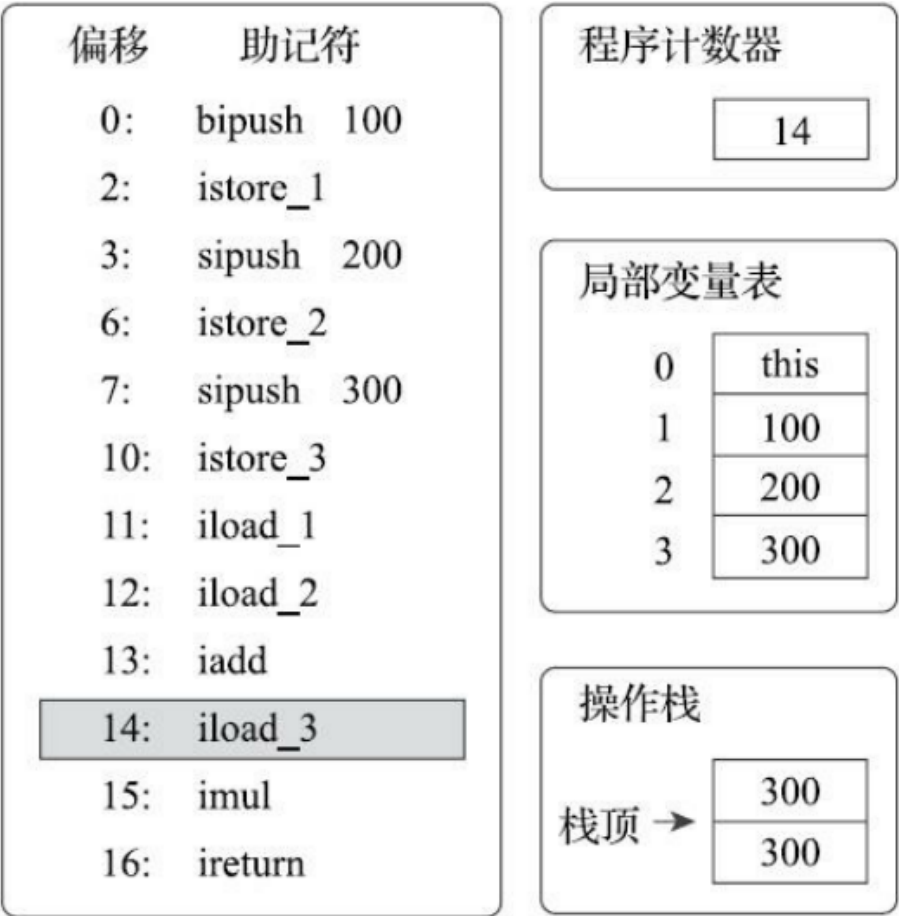 偏移 助记符
0: bipush 100
2: istore_1
3: sipush 200
6: istore_2
7: sipush 300
10: istore_3
11: iload_1
12: iload_2
13: iadd
14: iload_3
15: imul
16: ireturn
程序计数器
14
局部变量表
0 this
1 100
2 200
3 300
操作栈
300
栈顶
300